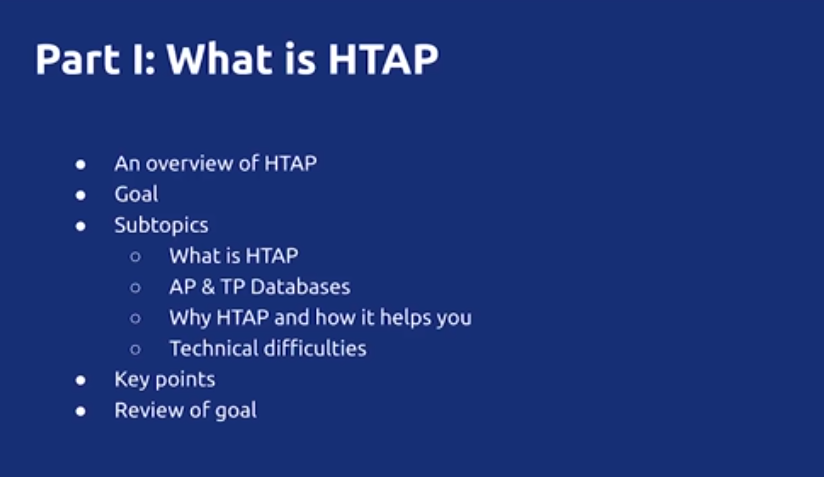 Part I: What is HTAP
● An overview of HTAP
● Goal
● Subtopics
○ What is HTAP
○ AP & TP Databases
○ Why HTAP and how it helps you
○ Technical difficulties
● Key points
● Review of goal